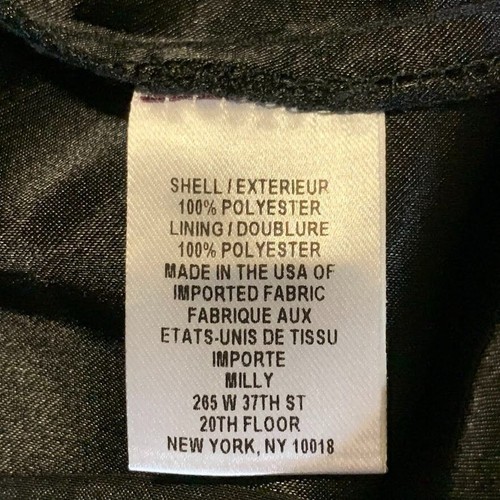 SHELL / EXTERIEUR
100% POLYESTER
LINING / DOUBLURE
100% POLYESTER
MADE IN THE USA OF
IMPORTED FABRIC
FABRIQUE AUX
ETATS-UNIS DE TISSU
IMPORTE
MILLY
265 W 37TH ST
20TH FLOOR
NEW YORK, NY 10018